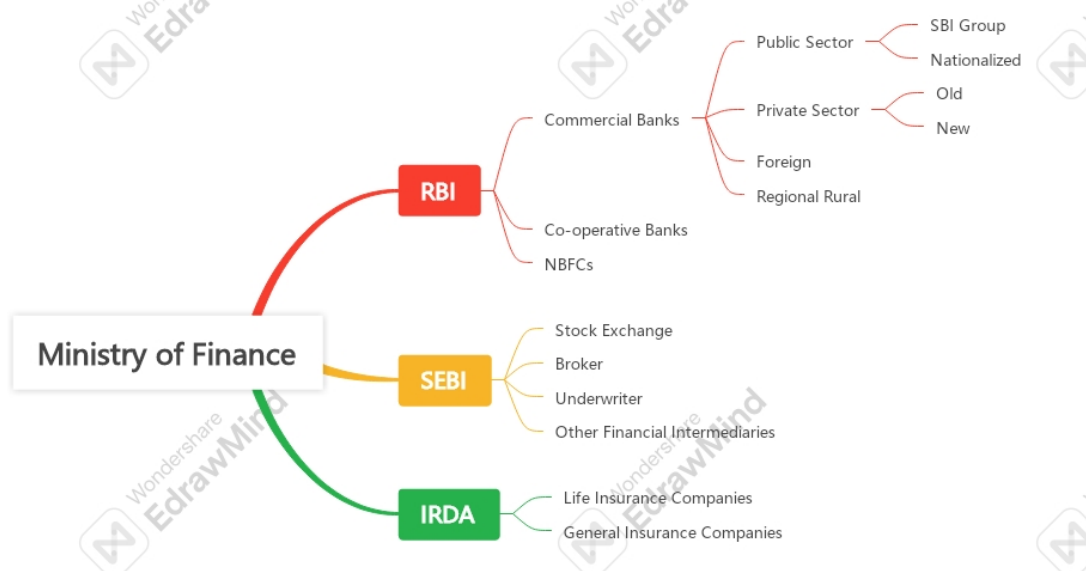 Ministry of Finance
RBI
Commercial Banks
Public Sector
SBI Group
Nationalized
Private Sector
Old
New
Foreign
Regional Rural
Co-operative Banks
NBFCs
SEBI
Stock Exchange
Broker
Underwriter
Other Financial Intermediaries
IRDA
Life Insurance Companies
General Insurance Companies
Wondershare
EdrawMind
Wondershare
EdrawMind